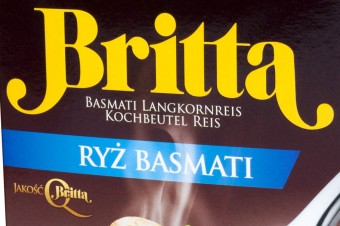 Britta
BASMATI LANGKORNREIS
KOCHBEUTEL REIS
RYŻ BASMATI
JAKOŚĆ Q Britta